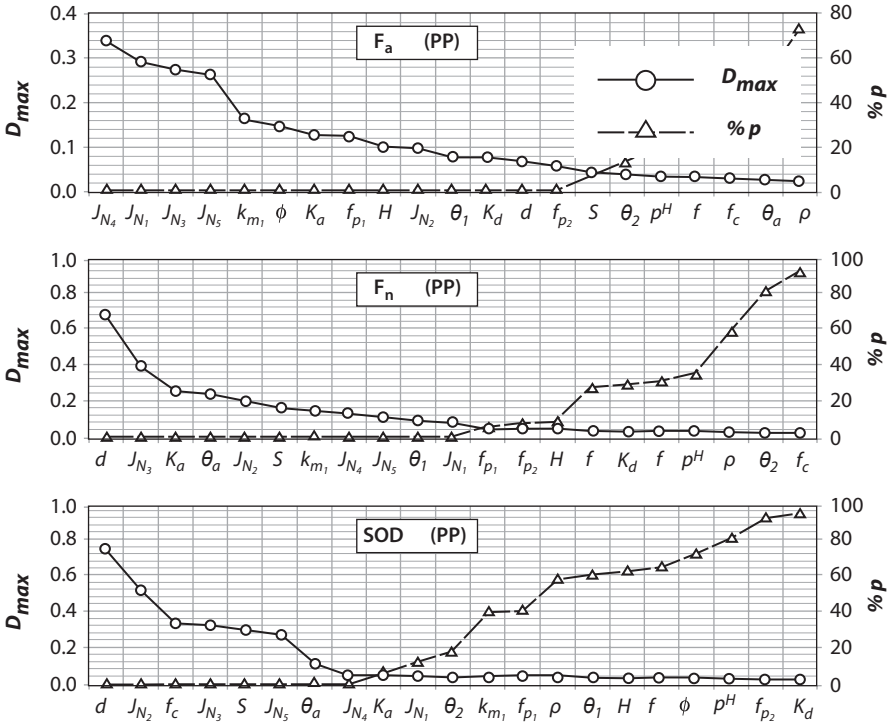 0.4 0.3 0.2 0.1 0.0
D_max
F_a (PP)
D_max
% p
80 60 40 20 0
% p
J_N4 J_N1 J_N3 J_N5 k_m1 ϕ K_a f_p1 H J_N2 θ_1 K_d d f_p2 S θ_2 p^H f f_c θ_a ρ
1.0 0.8 0.6 0.4 0.2 0.0
D_max
F_n (PP)
100 80 60 40 20 0
% p
d J_N3 K_a θ_a J_N2 S k_m1 J_N4 J_N5 θ_1 J_N1 f_p1 f_p2 H f K_d f p^H ρ θ_2 f_c
1.0 0.8 0.6 0.4 0.2 0.0
D_max
SOD (PP)
100 80 60 40 20 0
% p
d J_N2 f_c J_N3 S J_N5 θ_a J_N4 K_a J_N1 θ_2 k_m1 f_p1 ρ θ_1 H f ϕ p^H f_p2 K_d